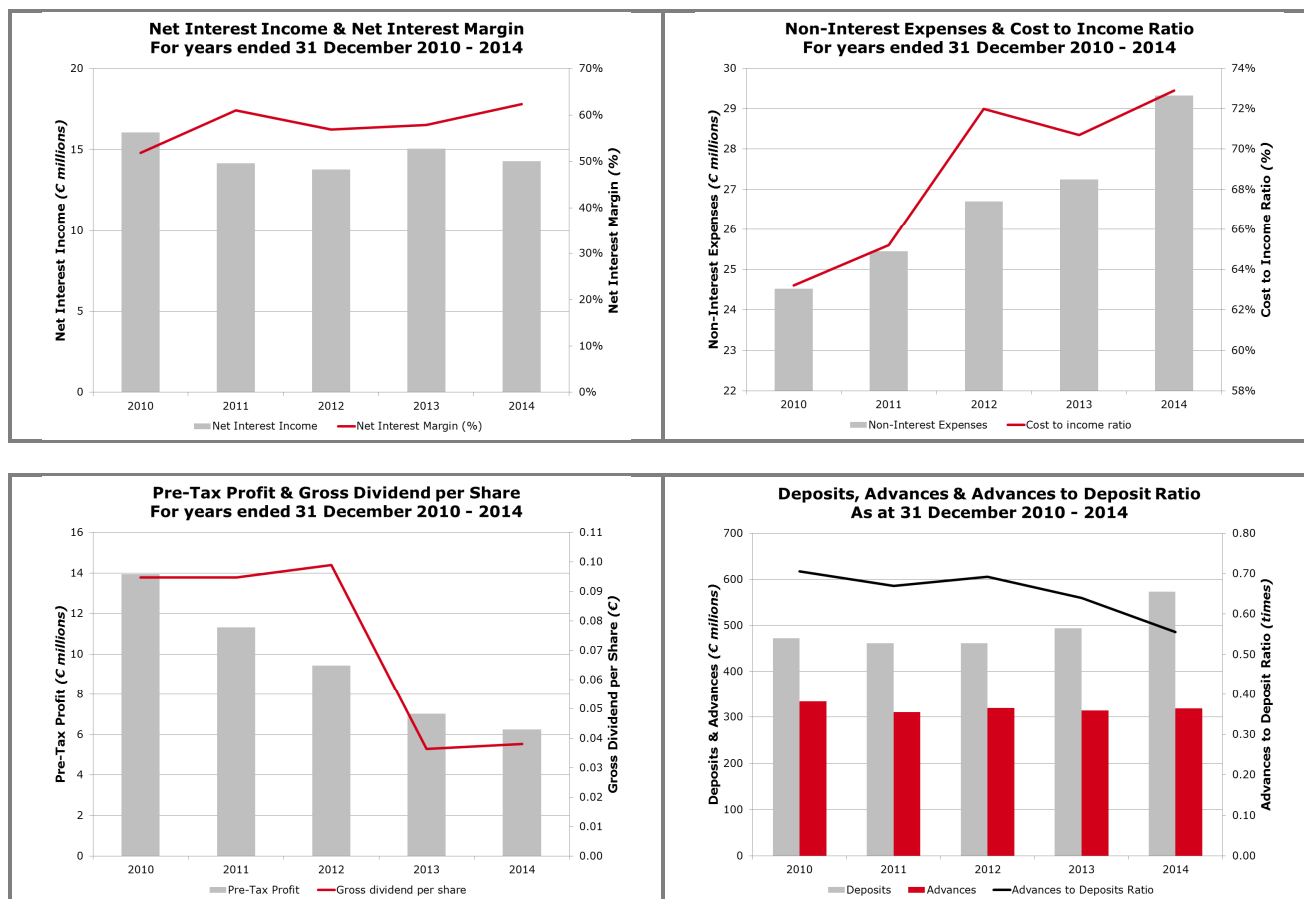 Net Interest Income & Net Interest Margin
For years ended 31 December 2010 - 2014
Net Interest Income (€ millions)
20
15
10
5
0
70%
60%
50%
40%
30%
20%
10%
0%
Net Interest Margin (%)
2010 2011 2012 2013 2014
Net Interest Income Net Interest Margin (%)
Non-Interest Expenses & Cost to Income Ratio
For years ended 31 December 2010 - 2014
Non-Interest Expenses (€ millions)
30
29
28
27
26
25
24
23
22
74%
72%
70%
68%
66%
64%
62%
60%
58%
Cost to Income Ratio (%)
2010 2011 2012 2013 2014
Non-Interest Expenses Cost to income ratio
Pre-Tax Profit & Gross Dividend per Share
For years ended 31 December 2010 - 2014
Pre-Tax Profit (€ millions)
16
14
12
10
8
6
4
2
0
0.11
0.10
0.09
0.08
0.07
0.06
0.05
0.04
0.03
0.02
0.01
0.00
Gross Dividend per Share (€)
2010 2011 2012 2013 2014
Pre-Tax Profit Gross dividend per share
Deposits, Advances & Advances to Deposit Ratio
As at 31 December 2010 - 2014
Deposits & Advances (€ milions)
700
600
500
400
300
200
100
0
0.80
0.70
0.60
0.50
0.40
0.30
0.20
0.10
0.00
Advances to Deposit Ratio (times)
2010 2011 2012 2013 2014
Deposits Advances Advances to Deposits Ratio